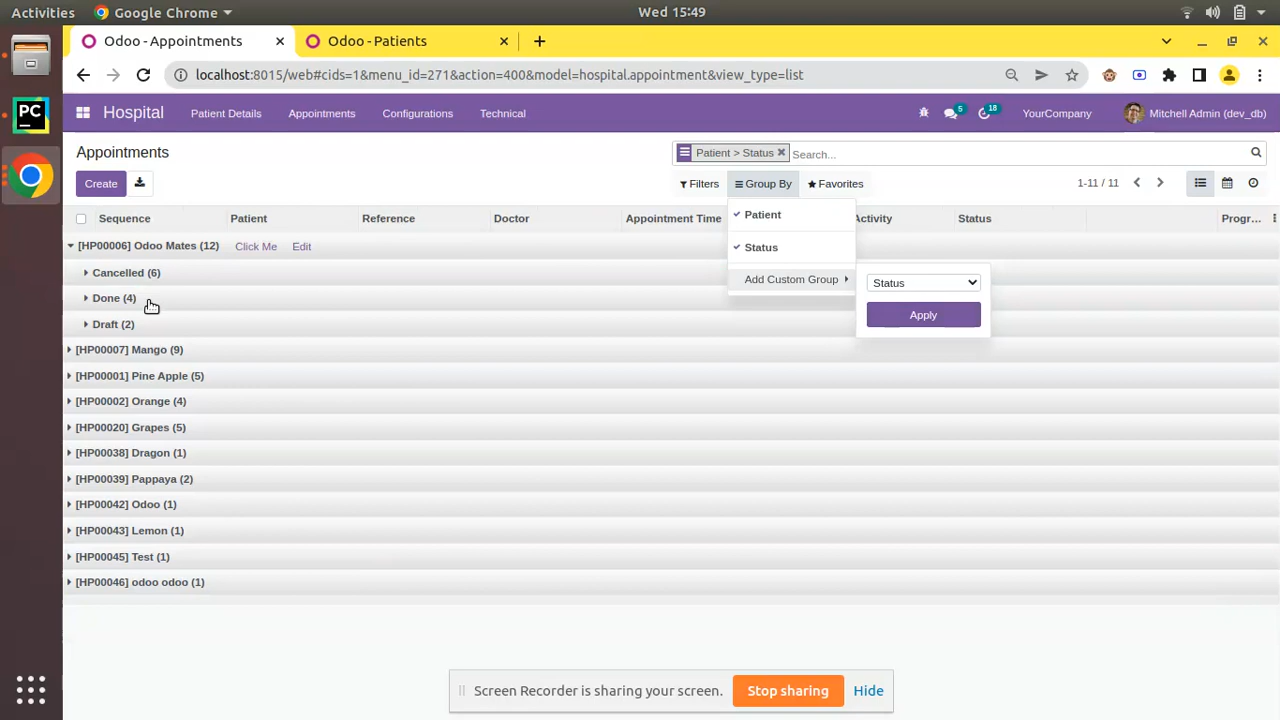 Activities Google Chrome Wed 15:49
Odoo - Appointments Odoo - Patients
localhost:8015/web#cids=1&menu_id=271&action=400&model=hospital.appointment&view_type=list
Hospital Patient Details Appointments Configurations Technical 5 18 YourCompany Mitchell Admin (dev_db)
PC
Appointments Patient > Status Search...
Create Filters Group By Favorites 1-11 / 11
Sequence Patient Reference Doctor Appointment Time Activity Status Progr...
Patient
[HP00006] Odoo Mates (12) Click Me Edit
Status
Cancelled (6)
Add Custom Group Status
Done (4)
Apply
Draft (2)
[HP00007] Mango (9)
[HP00001] Pine Apple (5)
[HP00002] Orange (4)
[HP00020] Grapes (5)
[HP00038] Dragon (1)
[HP00039] Pappaya (2)
[HP00042] Odoo (1)
[HP00043] Lemon (1)
[HP00045] Test (1)
[HP00046] odoo odoo (1)
Screen Recorder is sharing your screen. Stop sharing Hide